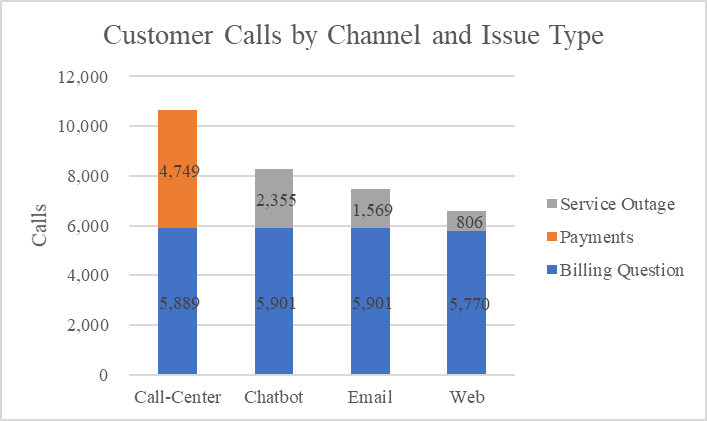 Customer Calls by Channel and Issue Type
12,000
10,000
8,000
6,000
4,000
2,000
0
Calls
4,749
2,355
1,569
806
5,889
5,901
5,901
5,770
Call-Center
Chatbot
Email
Web
Service Outage
Payments
Billing Question